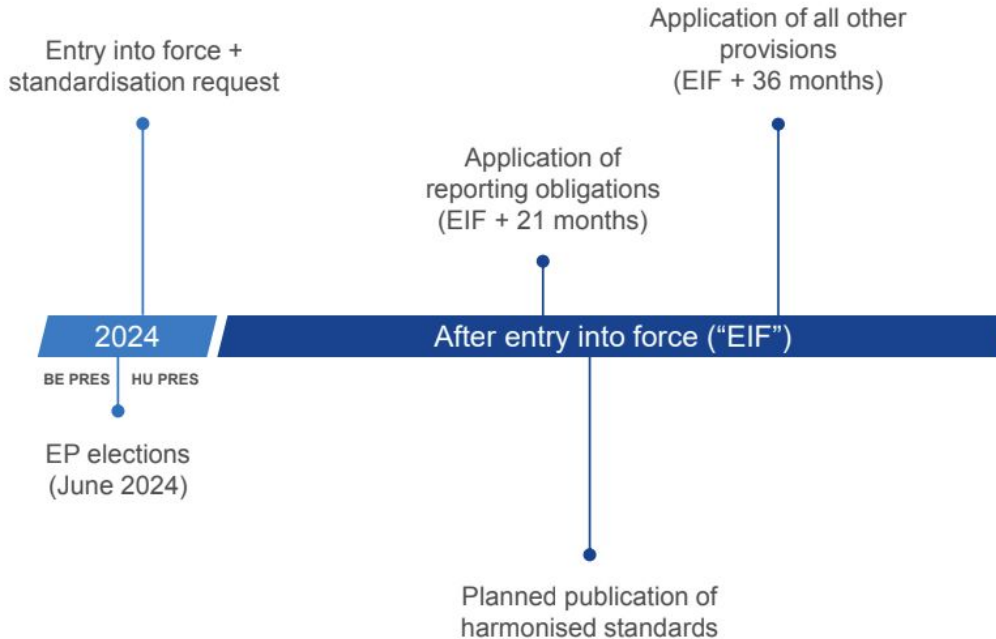 Entry into force +
standardisation request
Application of all other
provisions
(EIF + 36 months)
Application of
reporting obligations
(EIF + 21 months)
2024
After entry into force (“EIF”)
BE PRES
HU PRES
EP elections
(June 2024)
Planned publication of
harmonised standards